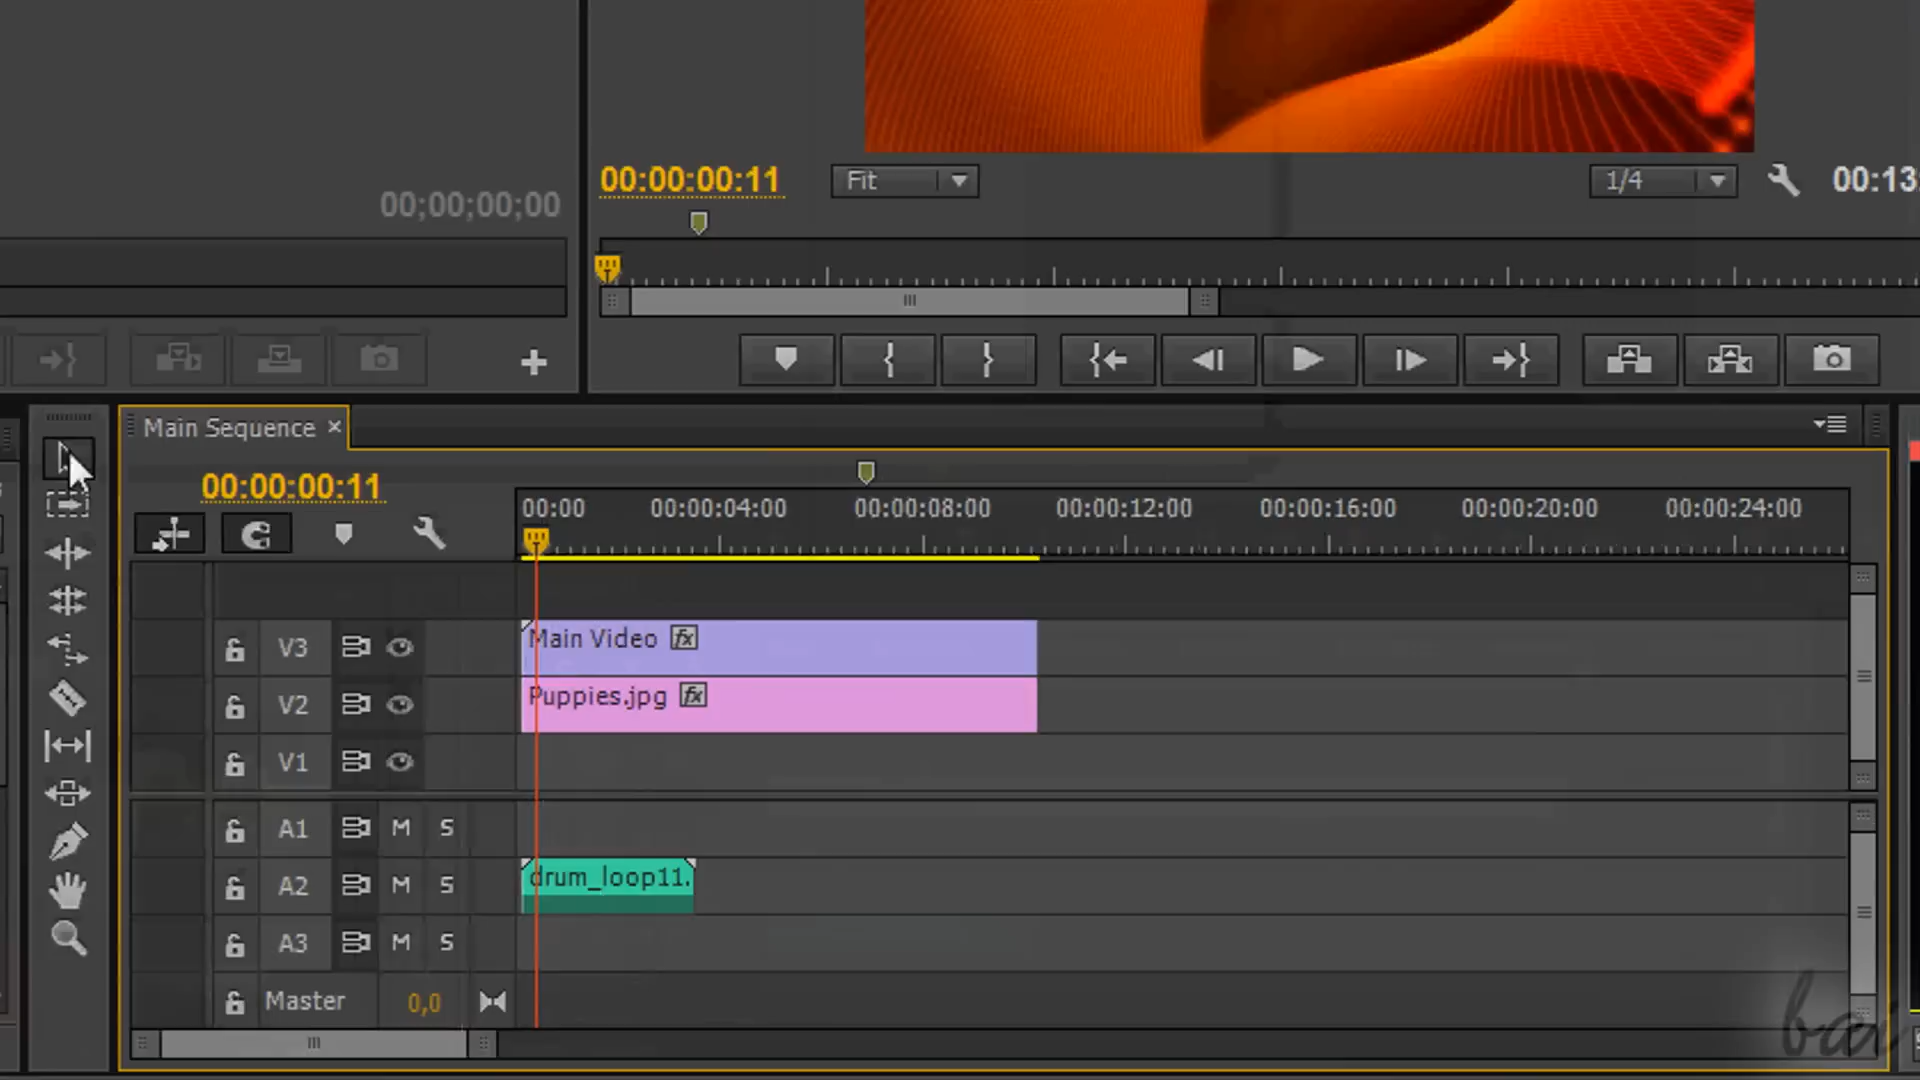 00:00:00:11
Fit
1/4
00:13
00;00;00;00
Main Sequence ×
00:00:00:11
00:00 00:00:04:00 00:00:08:00 00:00:12:00 00:00:16:00 00:00:20:00 00:00:24:00
V3 Main Video fx
V2 Puppies.jpg fx
V1
A1 M S
A2 M S drum_loop11.
A3 M S
Master 0,0